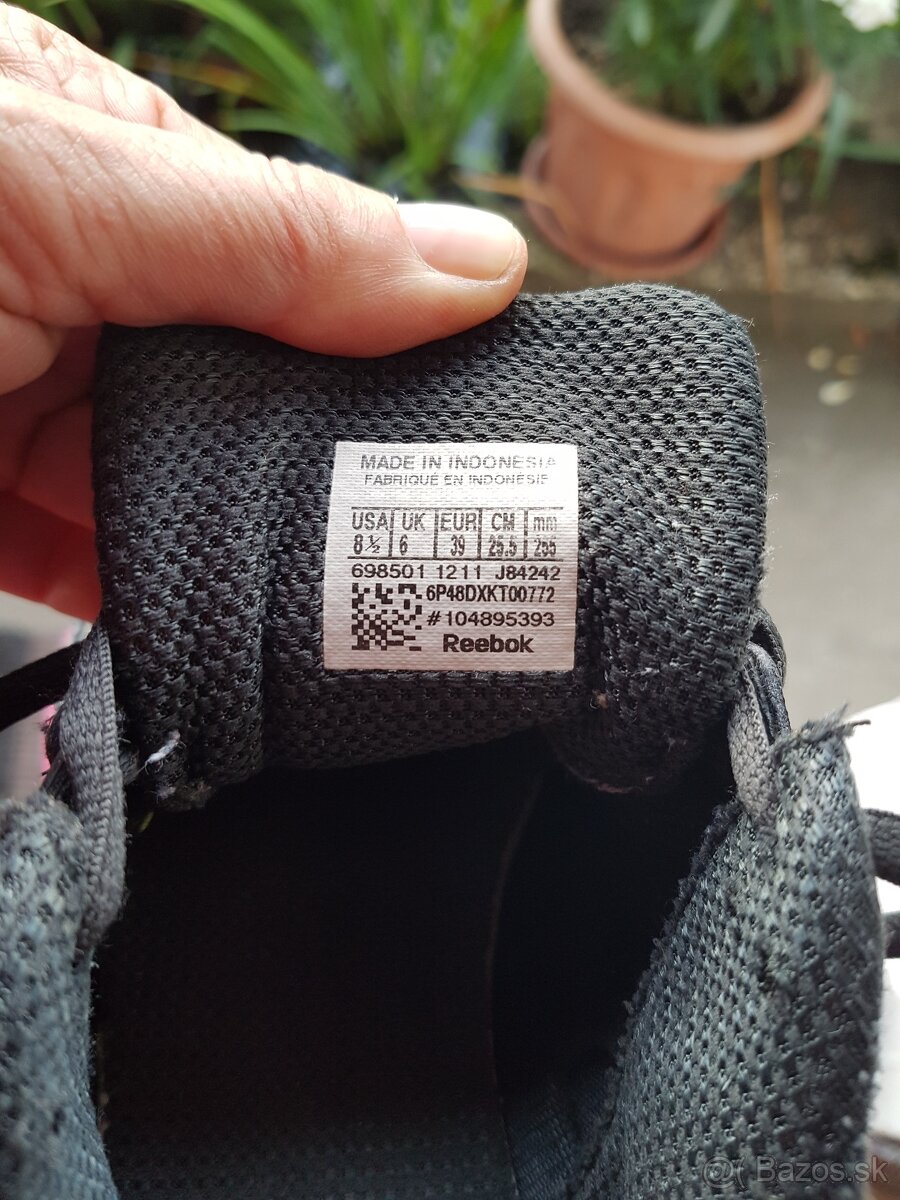 MADE IN INDONESIA
FABRIQUÉ EN INDONESIE
USA UK EUR CM mm
8½ 6 39 25.5 255
698501 1211 J84242
6P48DXKT00772
#104895393
Reebok
@( Bazos.sk